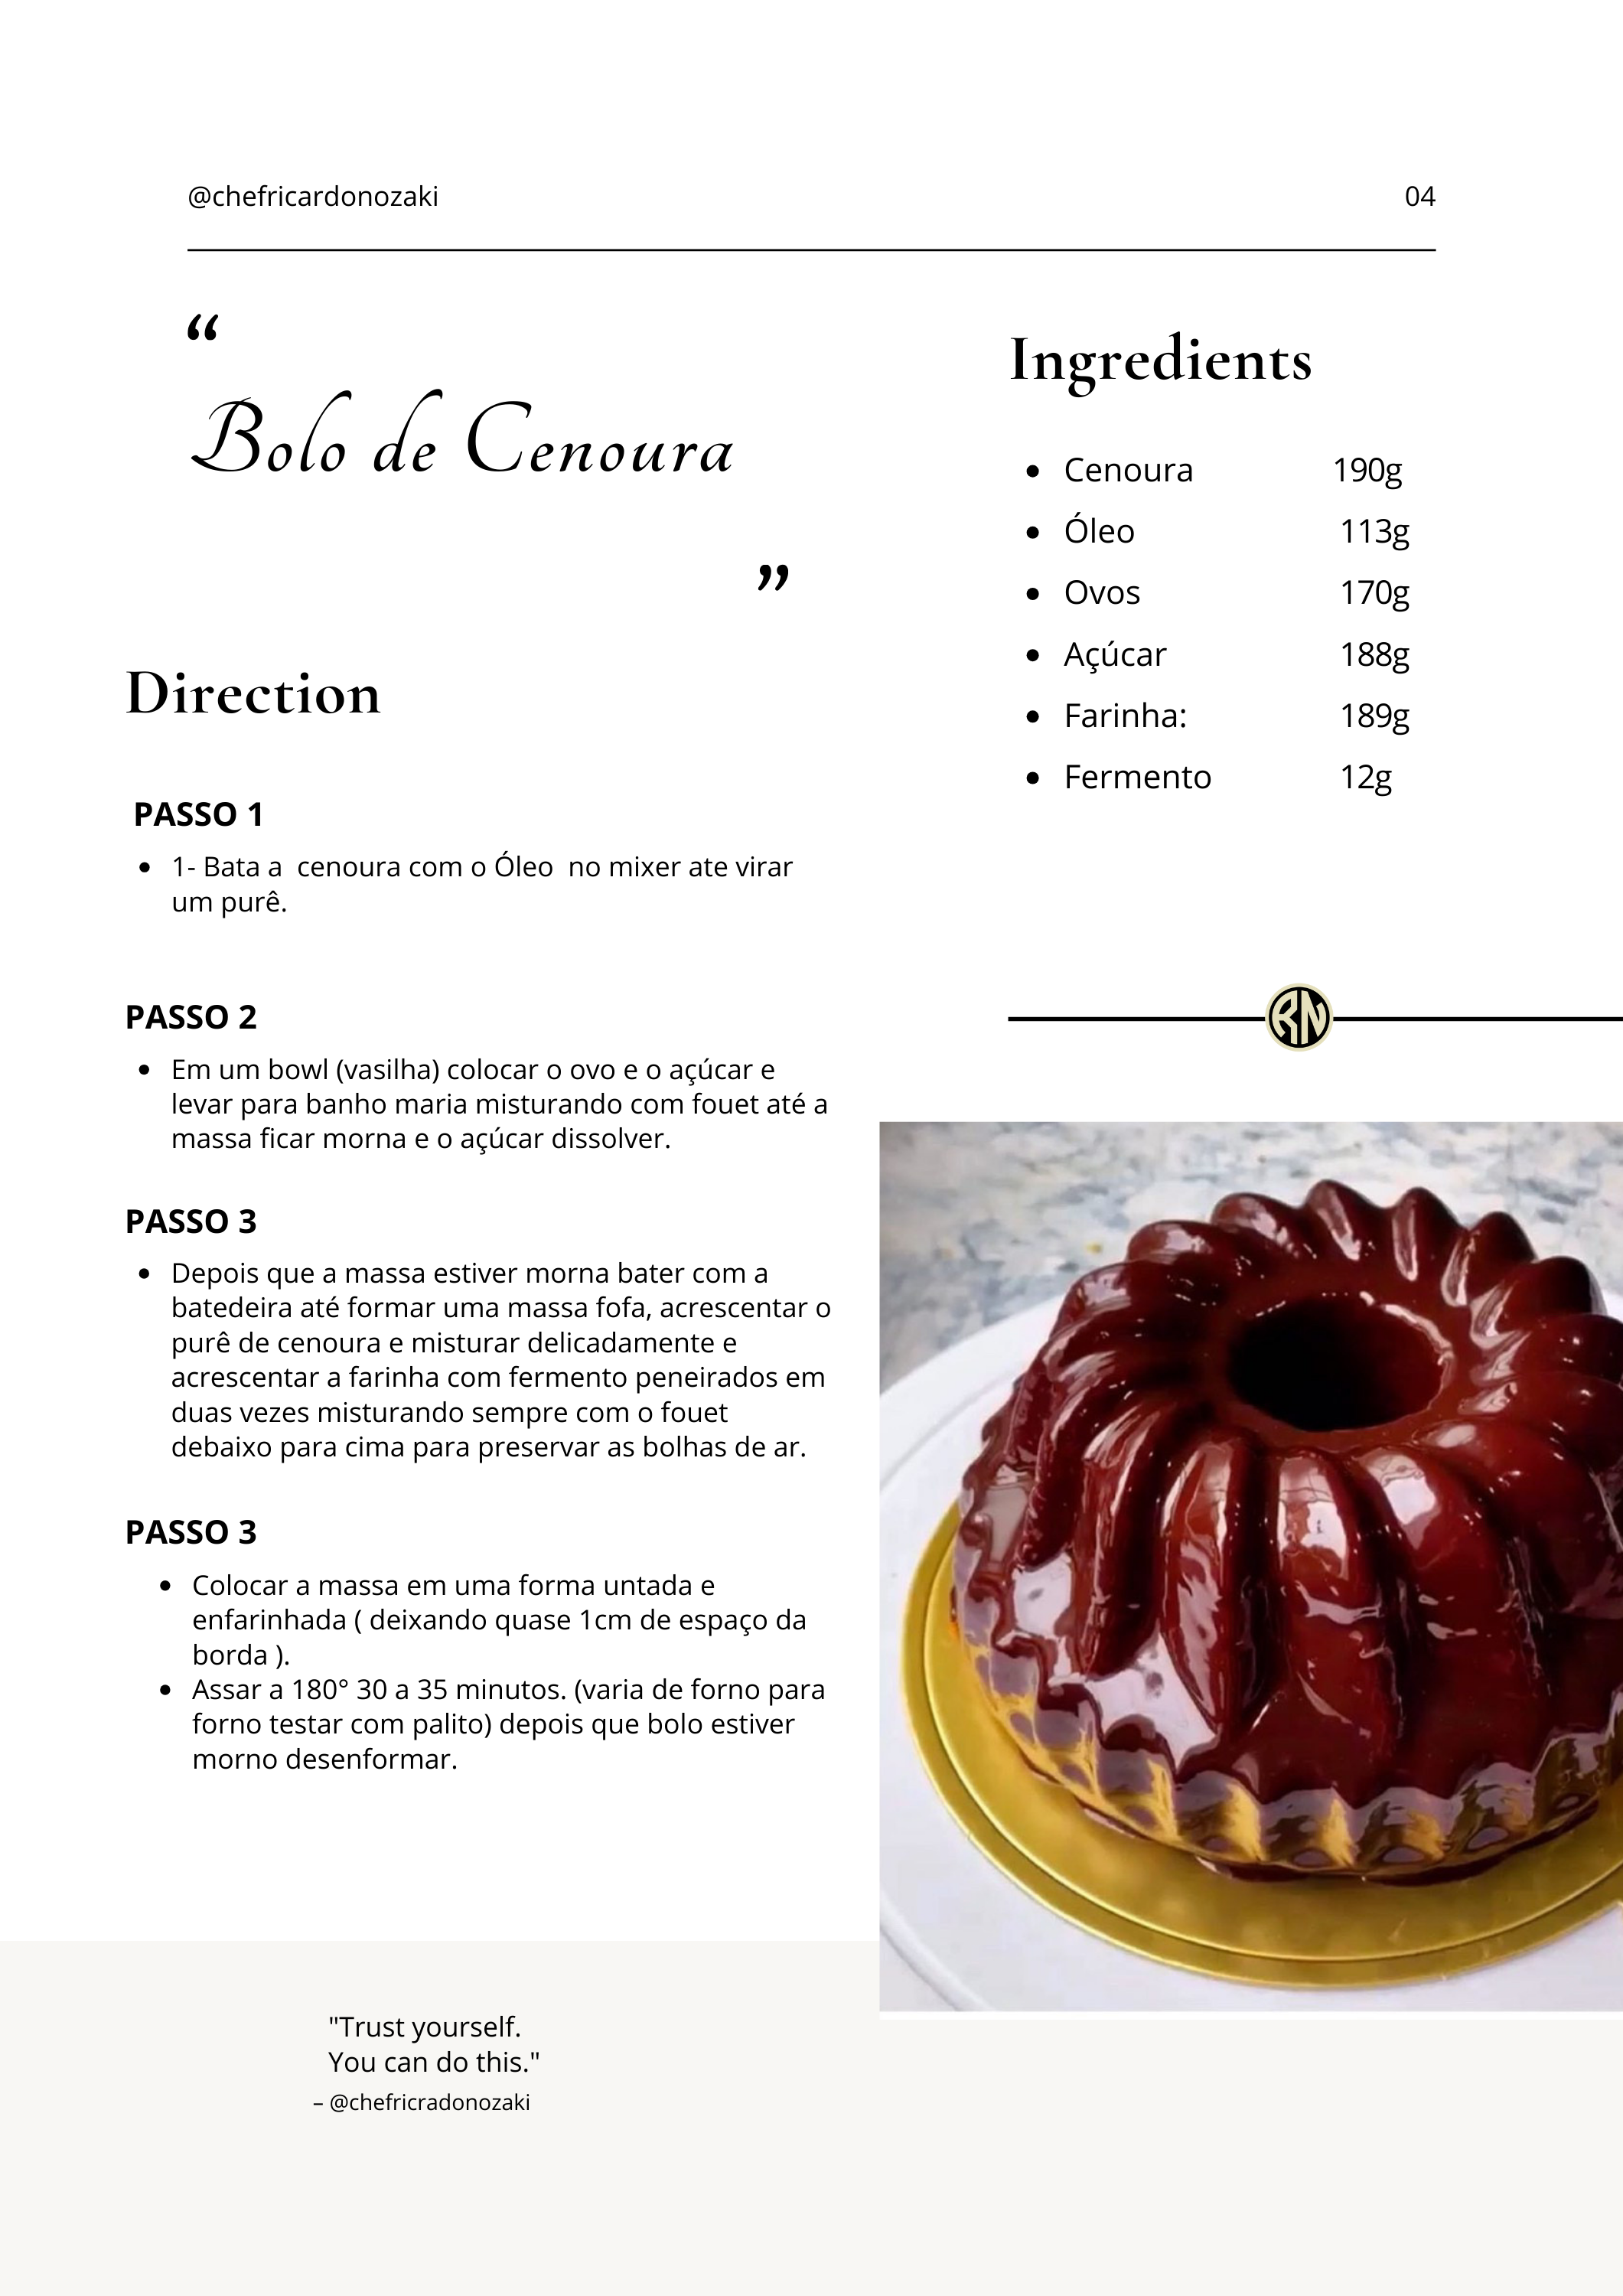 @chefricardonozaki
04
“
Bolo de Cenoura
”
Ingredients
• Cenoura 190g
• Óleo 113g
• Ovos 170g
• Açúcar 188g
• Farinha: 189g
• Fermento 12g
RN
Direction
PASSO 1
• 1- Bata a  cenoura com o Óleo  no mixer ate virar
um purê.
PASSO 2
• Em um bowl (vasilha) colocar o ovo e o açúcar e
levar para banho maria misturando com fouet até a
massa ficar morna e o açúcar dissolver.
PASSO 3
• Depois que a massa estiver morna bater com a
batedeira até formar uma massa fofa, acrescentar o
purê de cenoura e misturar delicadamente e
acrescentar a farinha com fermento peneirados em
duas vezes misturando sempre com o fouet
debaixo para cima para preservar as bolhas de ar.
PASSO 3
• Colocar a massa em uma forma untada e
enfarinhada ( deixando quase 1cm de espaço da
borda ).
• Assar a 180° 30 a 35 minutos. (varia de forno para
forno testar com palito) depois que bolo estiver
morno desenformar.
"Trust yourself.
You can do this."
– @chefricradonozaki